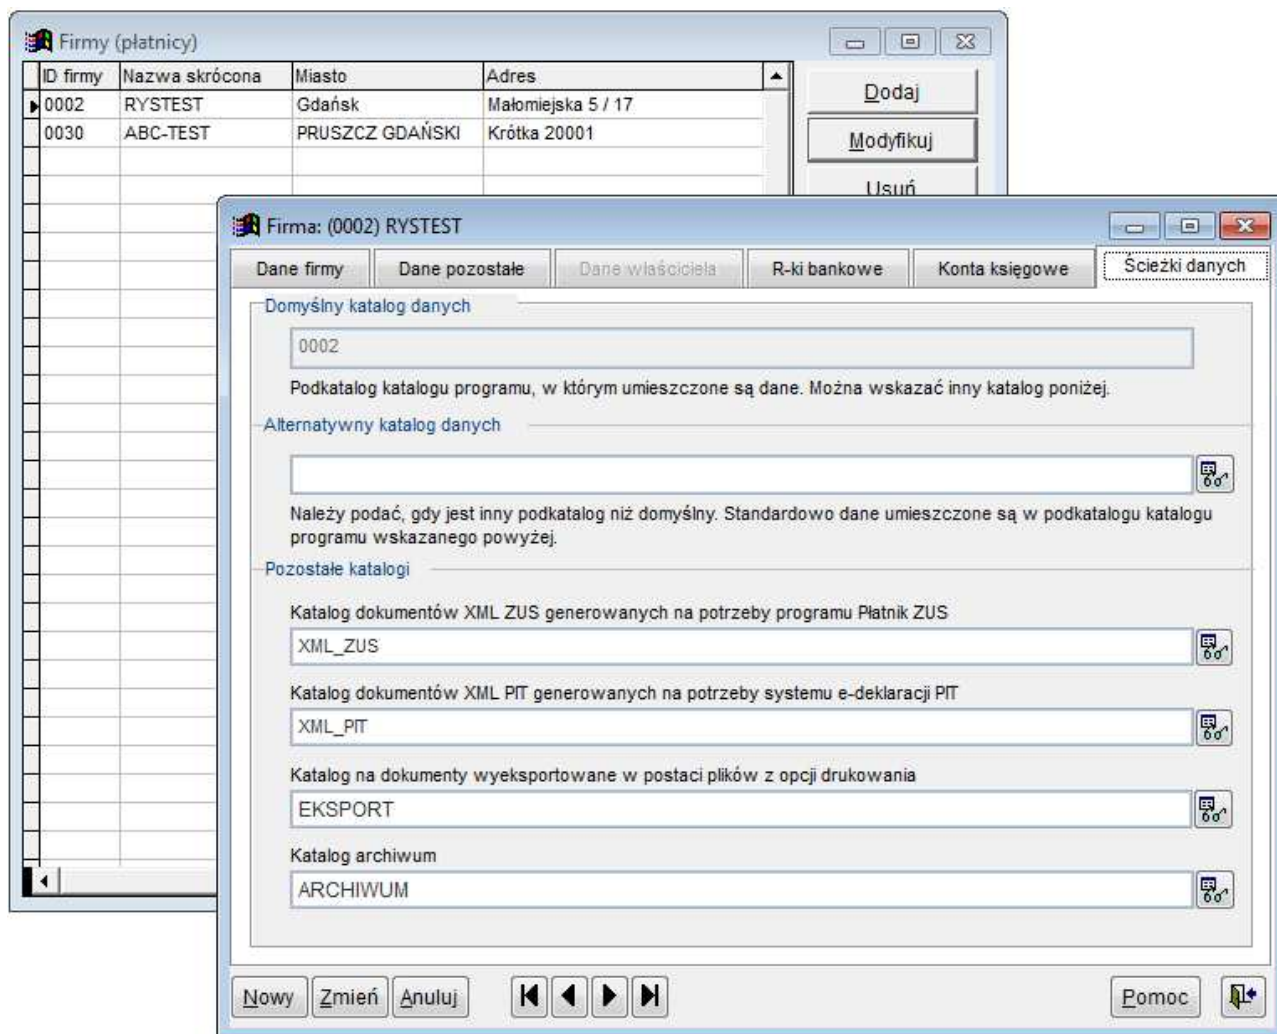 Firmy (płatnicy)
ID firmy Nazwa skrócona Miasto Adres
0002 RYSTEST Gdańsk Małomiejska 5 / 17
0030 ABC-TEST PRUSZCZ GDAŃSKI Krótka 20001
Dodaj
Modyfikuj
Usuń
Firma: (0002) RYSTEST
Dane firmy Dane pozostałe Dane właściciela R-ki bankowe Konta księgowe Ścieżki danych
Domyślny katalog danych
0002
Podkatalog katalogu programu, w którym umieszczone są dane. Można wskazać inny katalog poniżej.
Alternatywny katalog danych
Należy podać, gdy jest inny podkatalog niż domyślny. Standardowo dane umieszczone są w podkatalogu katalogu
programu wskazanego powyżej.
Pozostałe katalogi
Katalog dokumentów XML ZUS generowanych na potrzeby programu Płatnik ZUS
XML_ZUS
Katalog dokumentów XML PIT generowanych na potrzeby systemu e-deklaracji PIT
XML_PIT
Katalog na dokumenty wyeksportowane w postaci plików z opcji drukowania
EKSPORT
Katalog archiwum
ARCHIWUM
Nowy Zmień Anuluj Pomoc